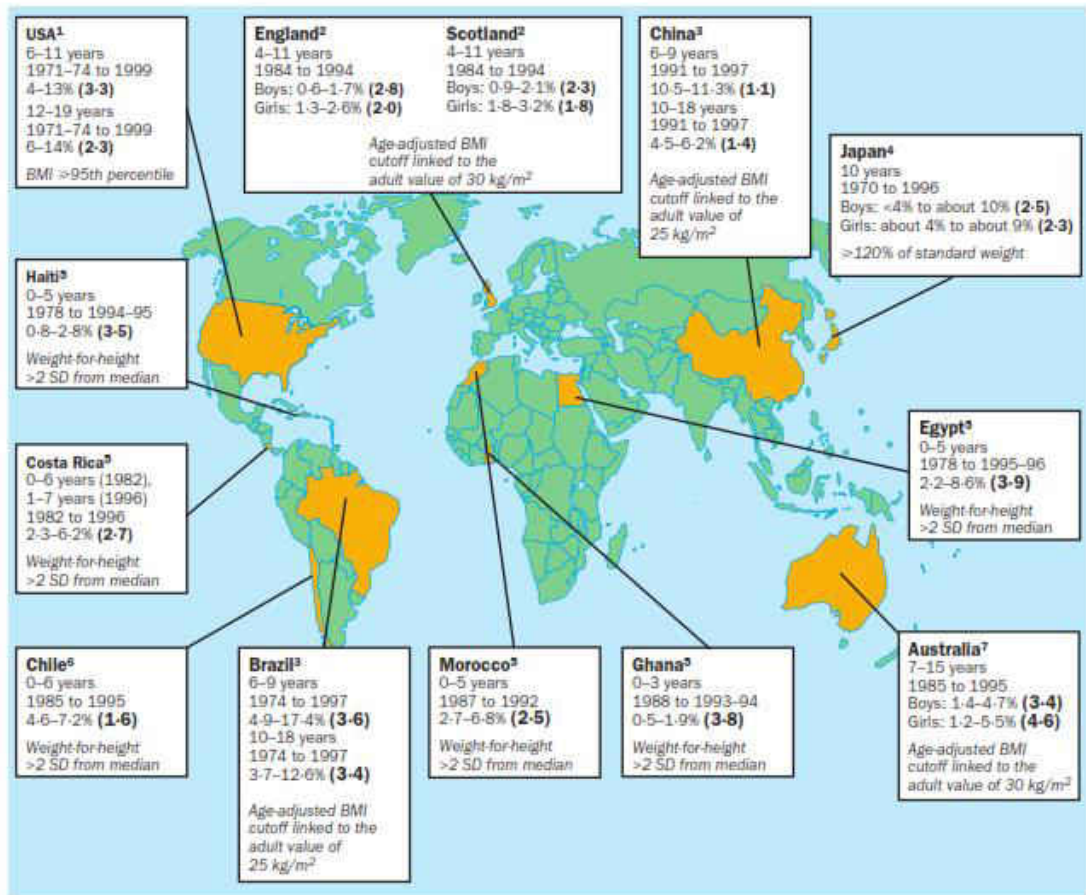 USA¹
6–11 years
1971–74 to 1999
4–13% (3·3)
12–19 years
1971–74 to 1999
6–14% (2·3)
BMI ≥95th percentile
England²
4–11 years
1984 to 1994
Boys: 0·6–1·7% (2·8)
Girls: 1·3–2·6% (2·0)
Scotland²
4–11 years
1984 to 1994
Boys: 0·9–2·1% (2·3)
Girls: 1·8–3·2% (1·8)
Age-adjusted BMI
cutoff linked to the
adult value of 30 kg/m²
China³
6–9 years
1991 to 1997
10·5–11·3% (1·1)
10–18 years
1991 to 1997
4·5–6·2% (1·4)
Age-adjusted BMI
cutoff linked to the
adult value of
25 kg/m²
Japan⁴
10 years
1970 to 1996
Boys: <4% to about 10% (2·5)
Girls: about 4% to about 9% (2·3)
>120% of standard weight
Haiti⁵
0–5 years
1978 to 1994–95
0·8–2·8% (3·5)
Weight-for-height
>2 SD from median
Costa Rica⁵
0–6 years (1982),
1–7 years (1996)
1982 to 1996
2·3–6·2% (2·7)
Weight-for-height
>2 SD from median
Egypt⁵
0–5 years
1978 to 1995–96
2·2–8·6% (3·9)
Weight-for-height
>2 SD from median
Chile⁶
0–6 years
1985 to 1995
4·6–7·2% (1·6)
Weight-for-height
>2 SD from median
Brazil³
6–9 years
1974 to 1997
4·9–17·4% (3·6)
10–18 years
1974 to 1997
3·7–12·6% (3·4)
Age-adjusted BMI
cutoff linked to the
adult value of
25 kg/m²
Morocco⁵
0–5 years
1987 to 1992
2·7–6·8% (2·5)
Weight-for-height
>2 SD from median
Ghana⁵
0–3 years
1988 to 1993–94
0·5–1·9% (3·8)
Weight-for-height
>2 SD from median
Australia⁷
7–15 years
1985 to 1995
Boys: 1·4–4·7% (3·4)
Girls: 1·2–5·5% (4·6)
Age-adjusted BMI
cutoff linked to the
adult value of 30 kg/m²